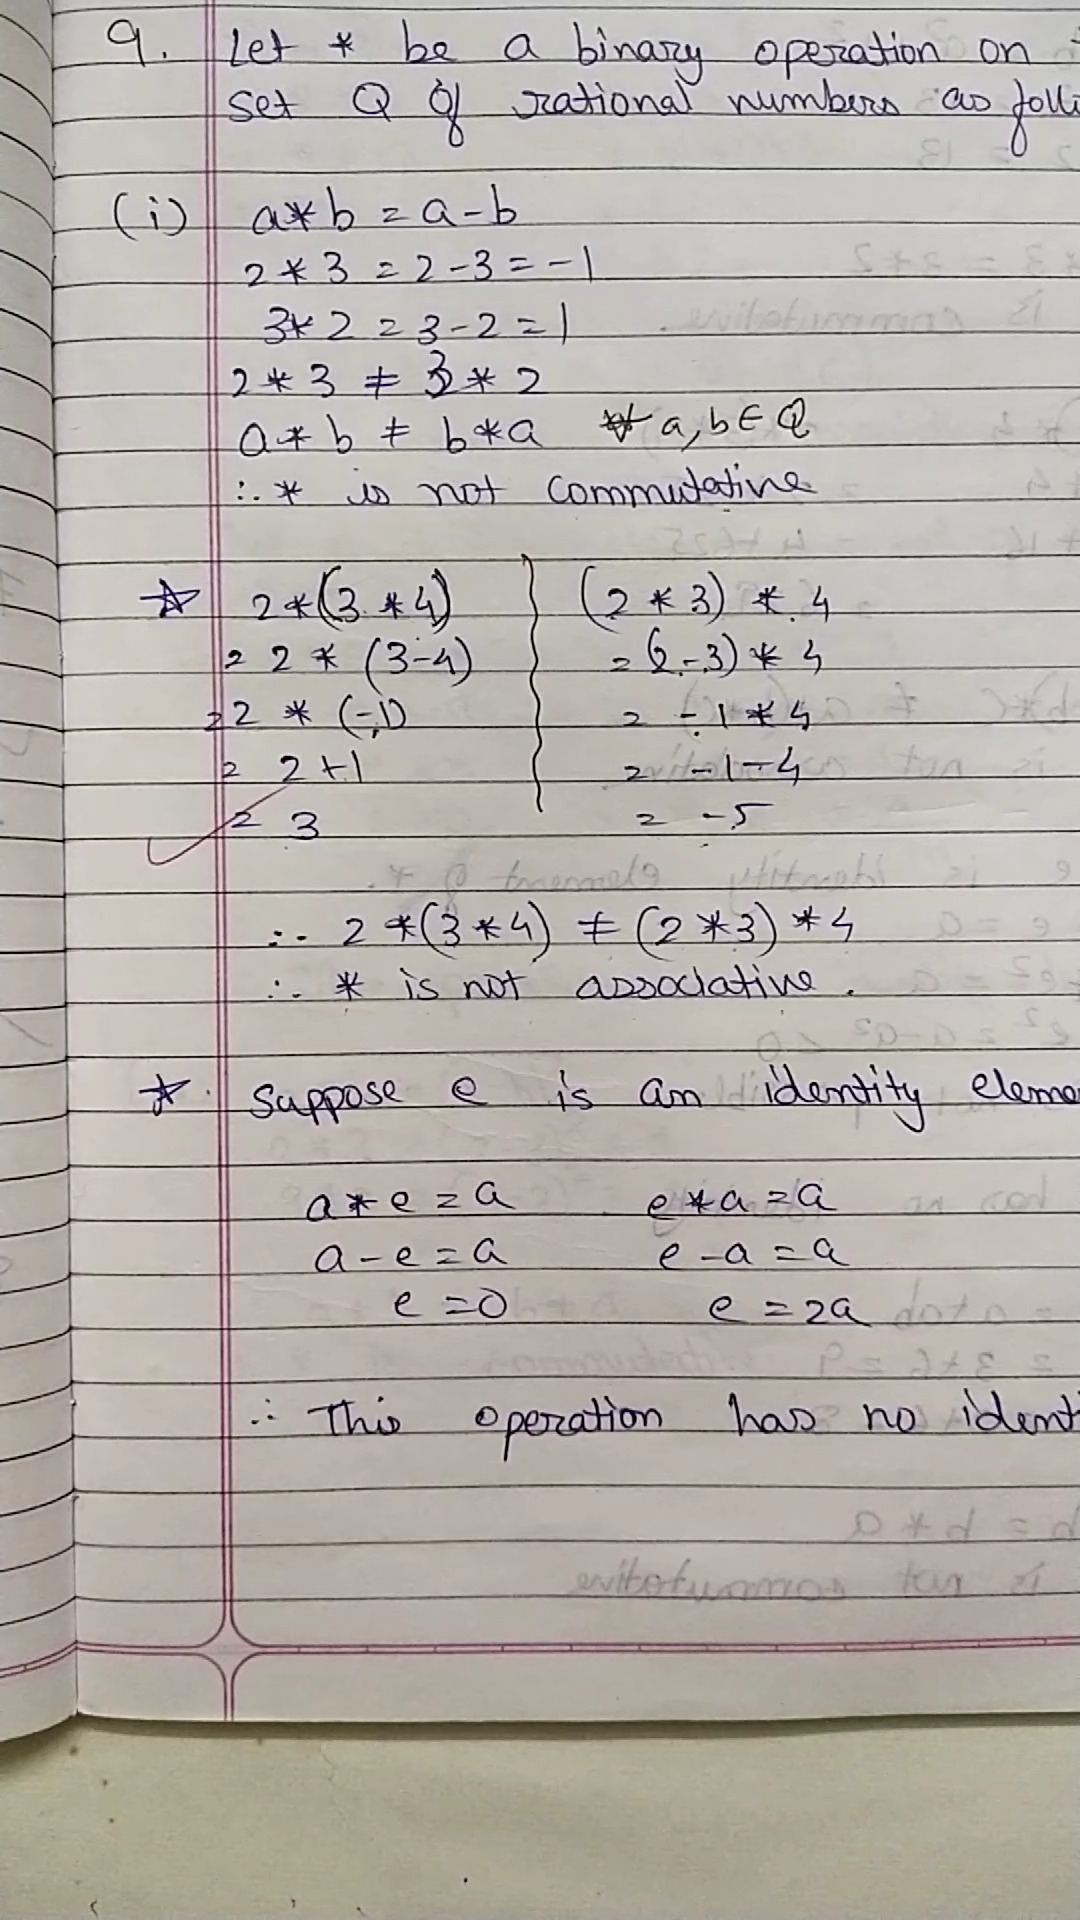 9. Let * be a binary operation on
set Q of rational numbers as
(i) a*b = a-b
2*3 = 2-3 = -1
3*2 = 3-2 = 1
2*3 ≠ 3*2
a*b ≠ b*a ∀ a,b∈Q
∴ * is not commutative
☆ 2*(3*4)
= 2*(3-4)
= 2*(-1)
= 2+1
= 3
(2*3)*4
= (2-3)*4
= -1*4
= -1-4
= -5
∴ 2*(3*4) ≠ (2*3)*4
∴ * is not associative.
☆. Suppose e is an identity
a*e = a e*a = a
a-e = a e-a = a
e = 0 e = 2a
∴ This operation has no